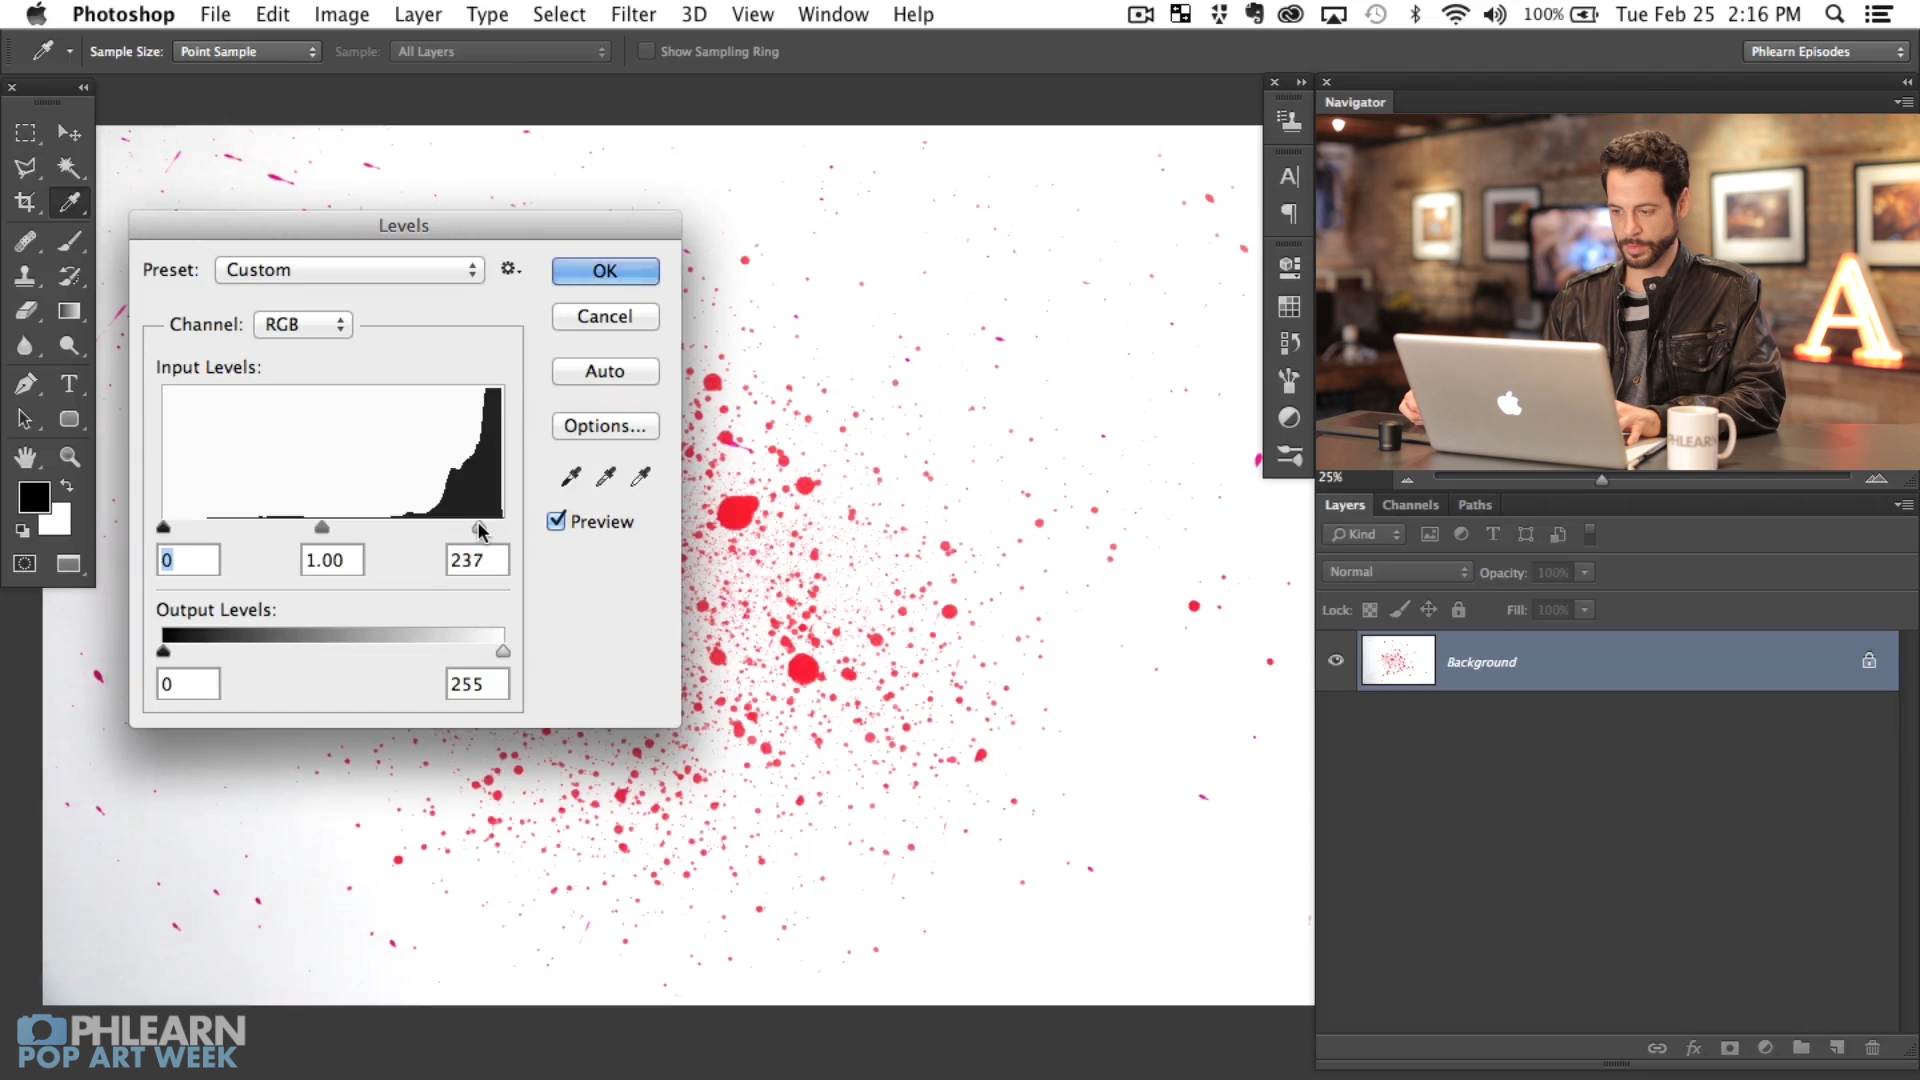 Photoshop File Edit Image Layer Type Select Filter 3D View Window Help 100% Tue Feb 25 2:16 PM
Sample Size: Point Sample Sample: All Layers Show Sampling Ring Phlearn Episodes
Navigator
Levels
Preset: Custom OK
Cancel
Channel: RGB
Auto
Input Levels:
Options...
Preview
0 1.00 237
Output Levels:
0 255
A
PHLEARN
25%
Layers Channels Paths
Kind
Normal Opacity: 100%
Lock: Fill: 100%
Background
fx
PHLEARN
POP ART WEEK